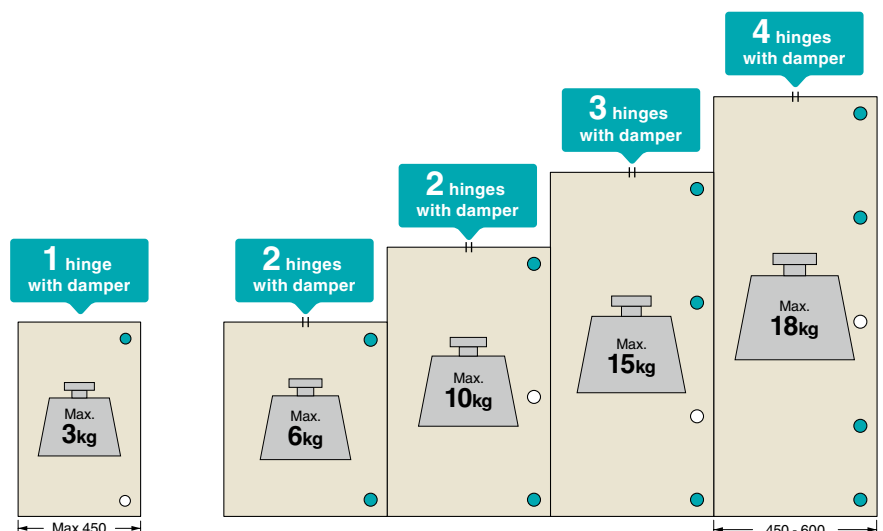 1 hinge
with damper
Max.
3kg
Max 450
2 hinges
with damper
Max.
6kg
2 hinges
with damper
Max.
10kg
3 hinges
with damper
Max.
15kg
4 hinges
with damper
Max.
18kg
450 - 600